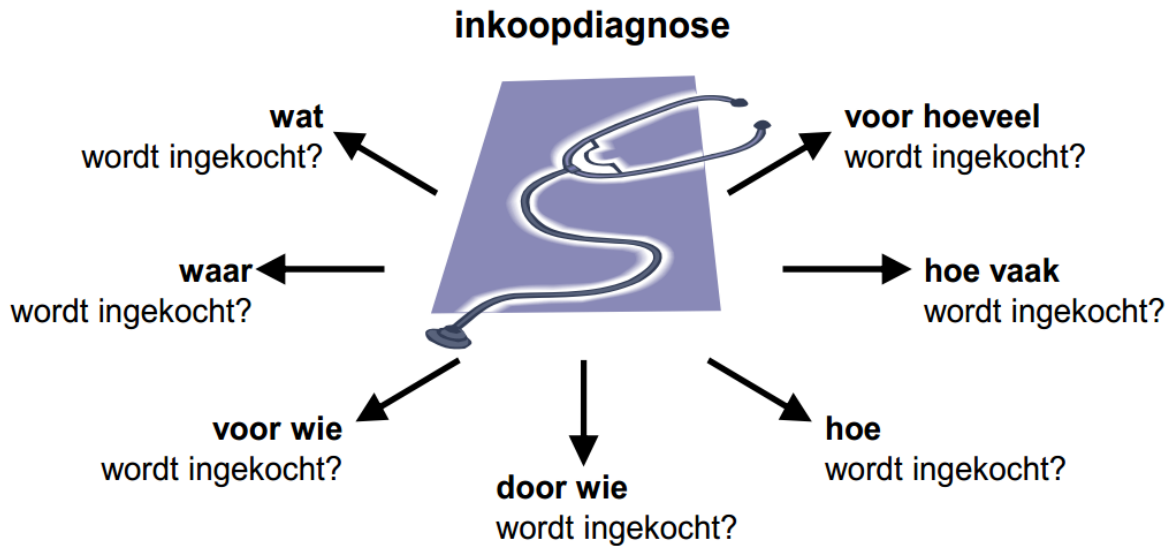 inkoopdiagnose
wat
wordt ingekocht?
voor hoeveel
wordt ingekocht?
waar
wordt ingekocht?
hoe vaak
wordt ingekocht?
voor wie
wordt ingekocht?
hoe
wordt ingekocht?
door wie
wordt ingekocht?